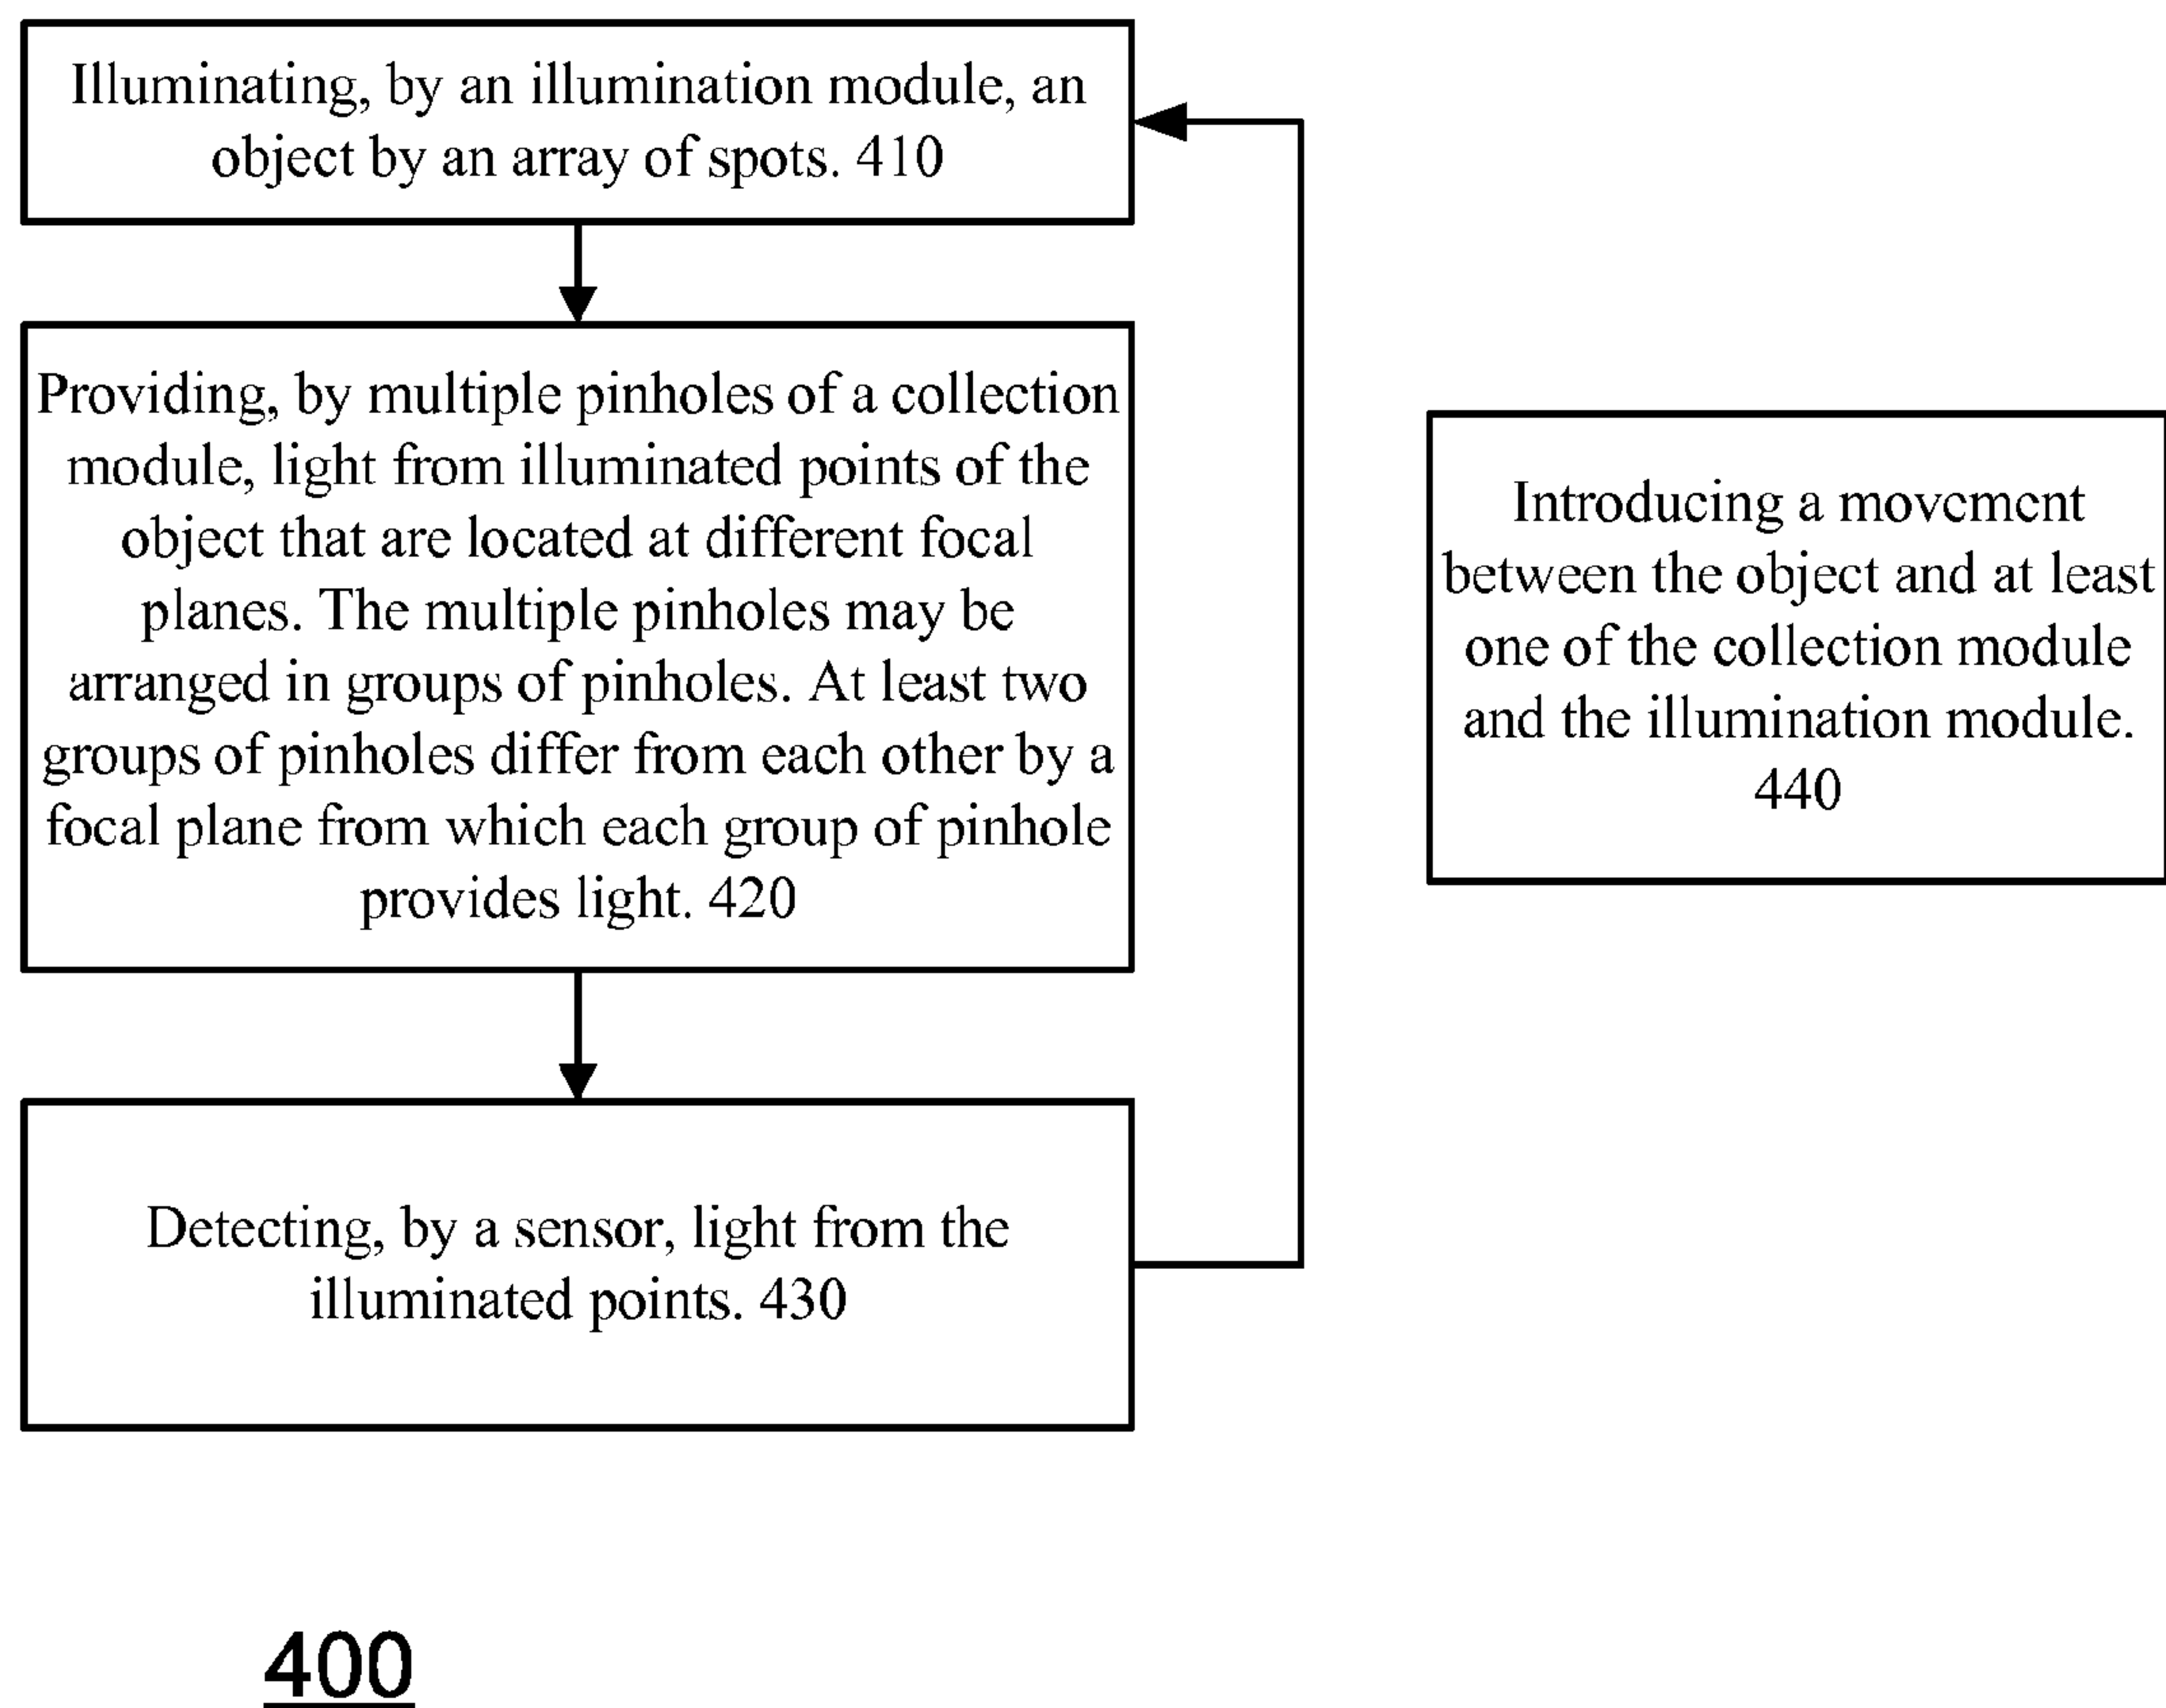 Illuminating, by an illumination module, an
object by an array of spots. 410
Providing, by multiple pinholes of a collection
module, light from illuminated points of the
object that are located at different focal
planes. The multiple pinholes may be
arranged in groups of pinholes. At least two
groups of pinholes differ from each other by a
focal plane from which each group of pinhole
provides light. 420
Detecting, by a sensor, light from the
illuminated points. 430
Introducing a movement
between the object and at least
one of the collection module
and the illumination module.
440
400